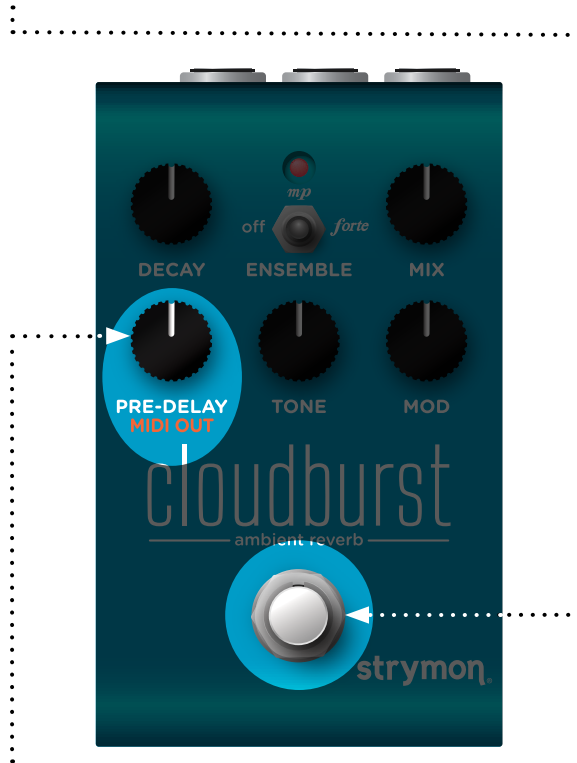 mp
off forte
DECAY ENSEMBLE MIX
PRE-DELAY TONE MOD
MIDI OUT
cloudburst
ambient reverb
strymon®